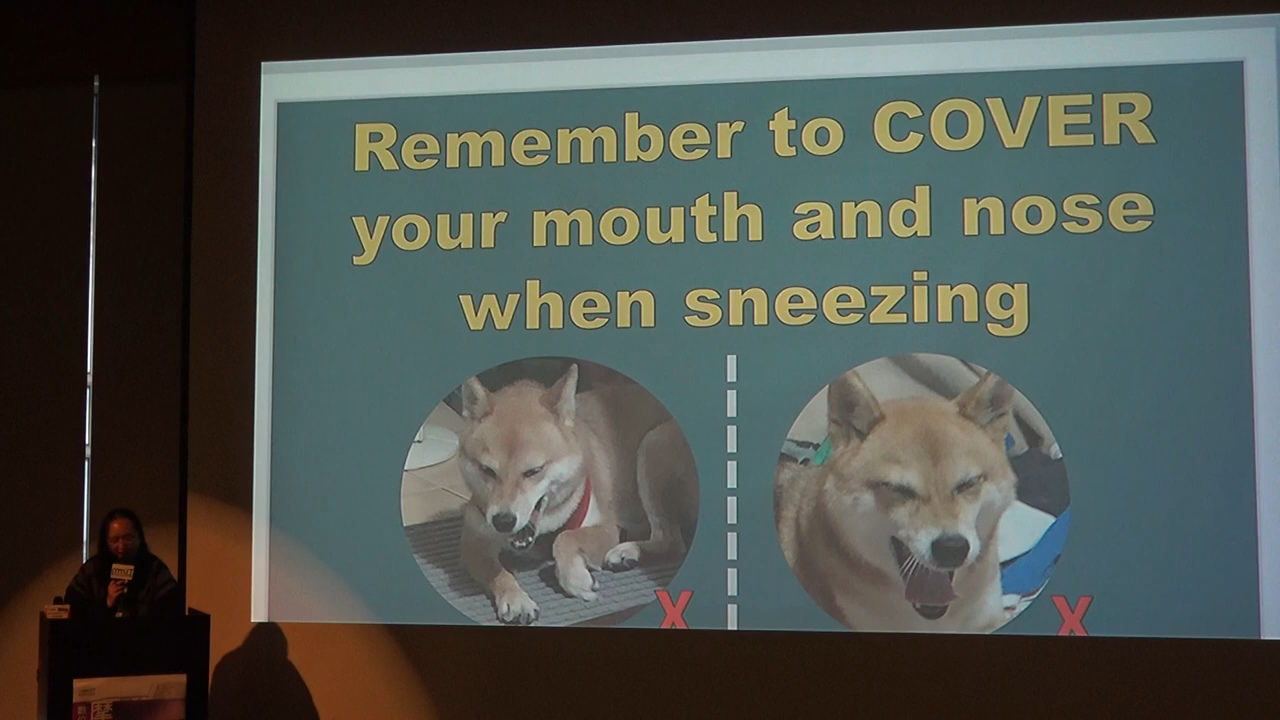 Remember to COVER
your mouth and nose
when sneezing
X
X